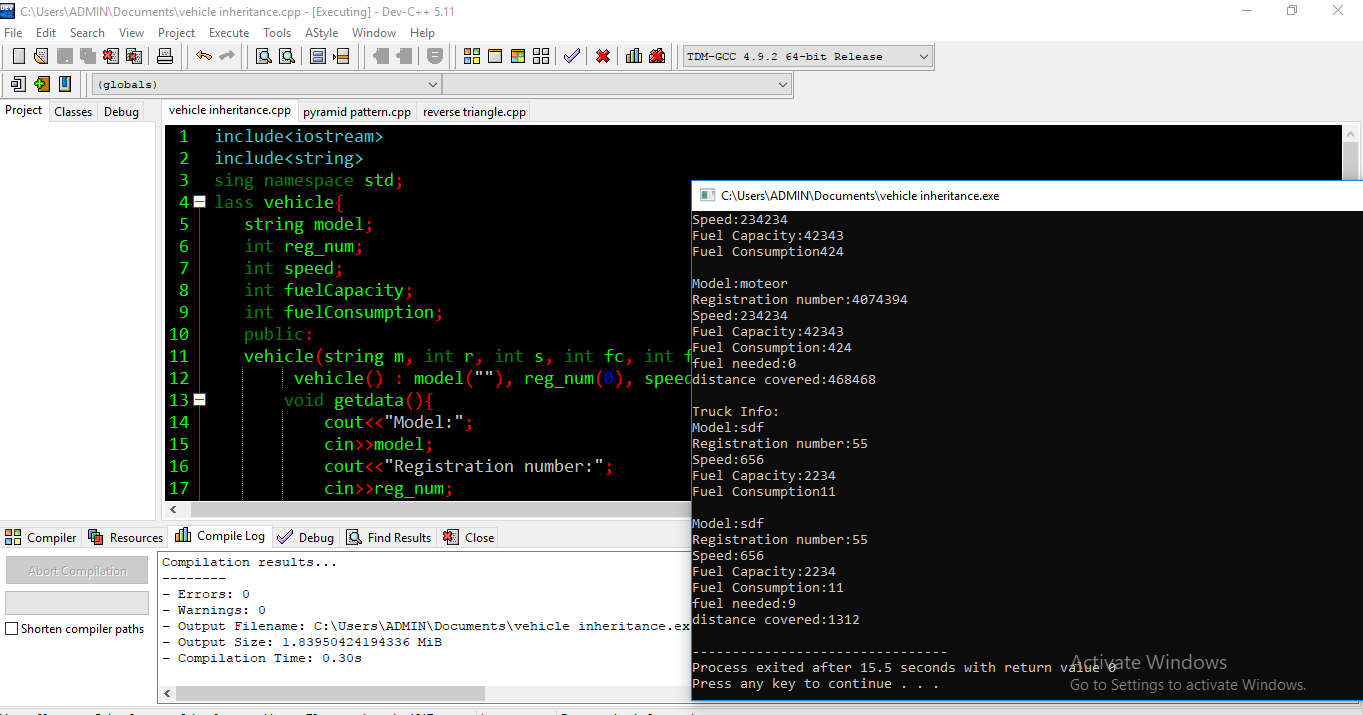 C:\Users\ADMIN\Documents\vehicle inheritance.cpp - [Executing] - Dev-C++ 5.11
File Edit Search View Project Execute Tools AStyle Window Help
TDM-GCC 4.9.2 64-bit Release
(globals)
Project Classes Debug
vehicle inheritance.cpp pyramid pattern.cpp reverse triangle.cpp
1 include<iostream>
2 include<string>
3 sing namespace std;
4 lass vehicle{
5 string model;
6 int reg_num;
7 int speed;
8 int fuelCapacity;
9 int fuelConsumption;
10 public:
11 vehicle(string m, int r, int s, int fc, int f
12 vehicle() : model(""), reg_num(0), speed
13 void getdata(){
14 cout<<"Model:";
15 cin>>model;
16 cout<<"Registration number:";
17 cin>>reg_num;
C:\Users\ADMIN\Documents\vehicle inheritance.exe
Speed:234234
Fuel Capacity:42343
Fuel Consumption424
Model:moteor
Registration number:4074394
Speed:234234
Fuel Capacity:42343
Fuel Consumption:424
fuel needed:0
distance covered:468468
Truck Info:
Model:sdf
Registration number:55
Speed:656
Fuel Capacity:2234
Fuel Consumption11
Model:sdf
Registration number:55
Speed:656
Fuel Capacity:2234
Fuel Consumption:11
fuel needed:9
distance covered:1312
--------------------------------
Process exited after 15.5 seconds with return value 0
Press any key to continue . . .
Activate Windows
Go to Settings to activate Windows.
Compiler Resources Compile Log Debug Find Results Close
Abort Compilation
Shorten compiler paths
Compilation results...
--------
- Errors: 0
- Warnings: 0
- Output Filename: C:\Users\ADMIN\Documents\vehicle inheritance.ex
- Output Size: 1.83950424194336 MiB
- Compilation Time: 0.30s